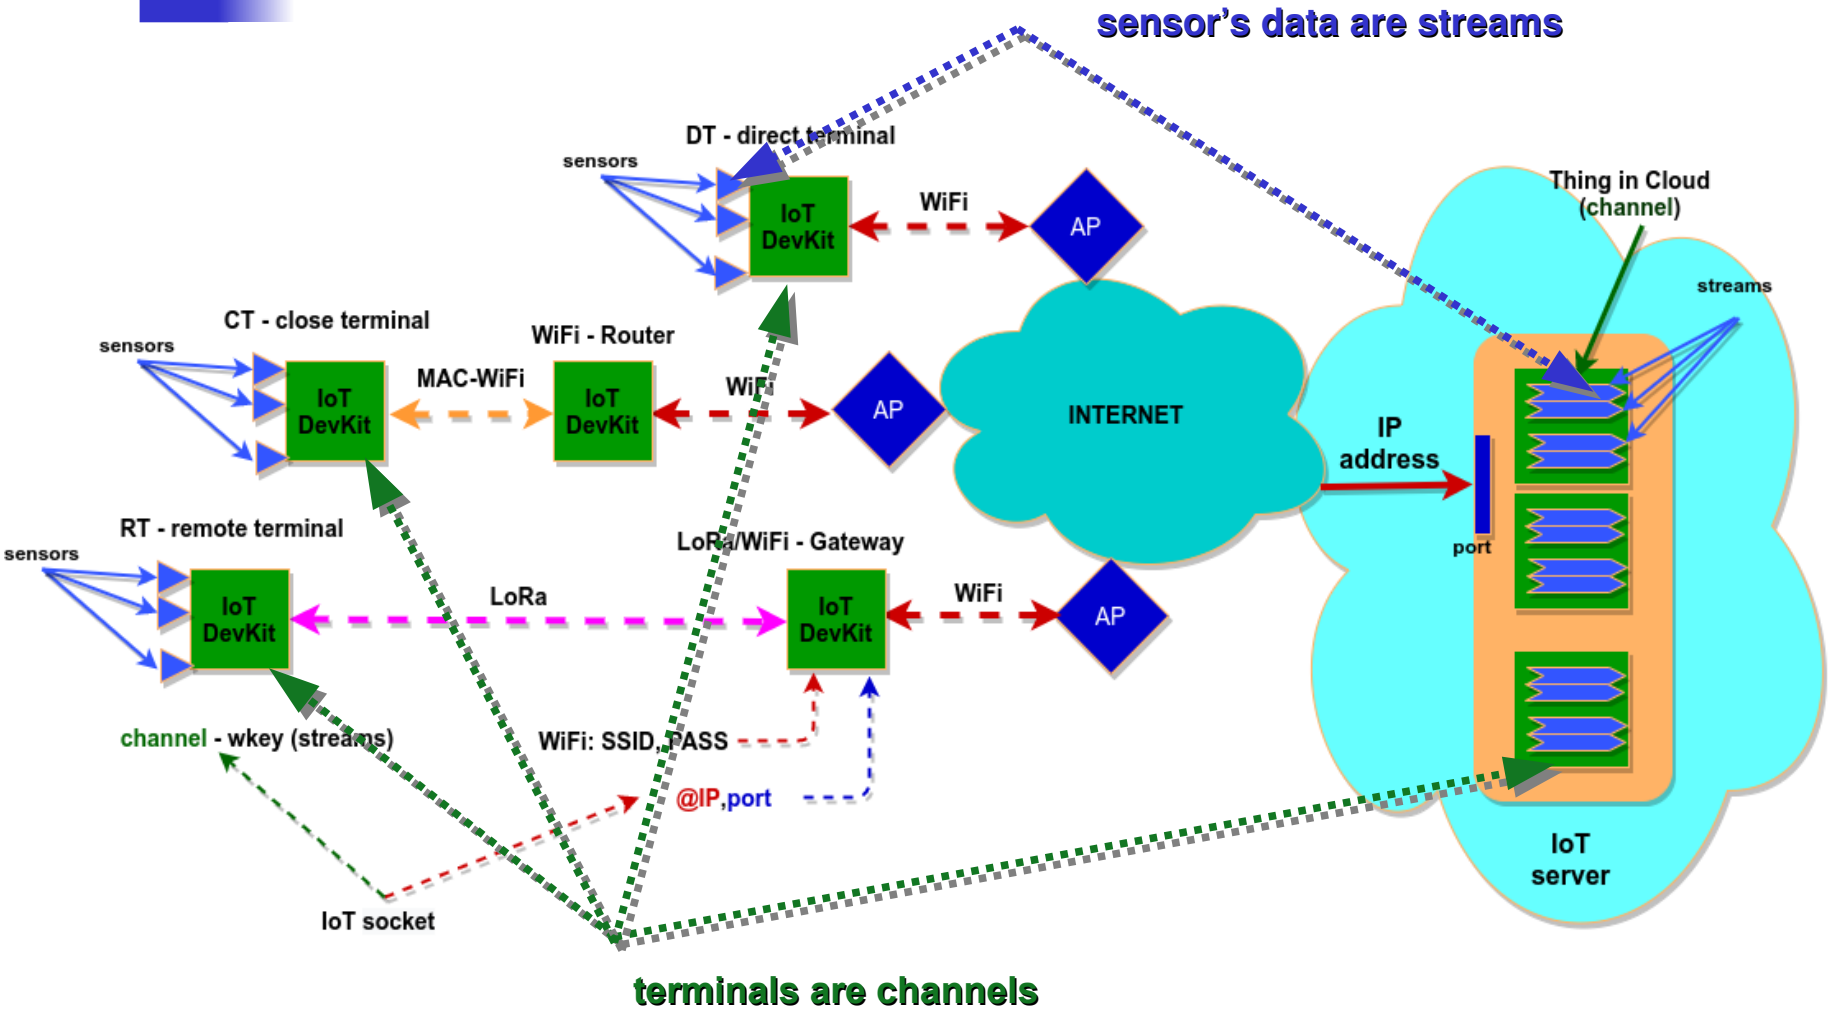 sensor's data are streams
DT - direct terminal
sensors
Thing in Cloud
(channel)
WiFi
IoT
DevKit
AP
streams
CT - close terminal
WiFi - Router
sensors
MAC-WiFi
WiFi
IoT
DevKit
IoT
DevKit
AP
INTERNET
IP
address
RT - remote terminal
LoRa/WiFi - Gateway
port
sensors
LoRa
WiFi
IoT
DevKit
IoT
DevKit
AP
channel - wkey (streams)
WiFi: SSID, PASS
@IP,port
IoT
server
IoT socket
terminals are channels